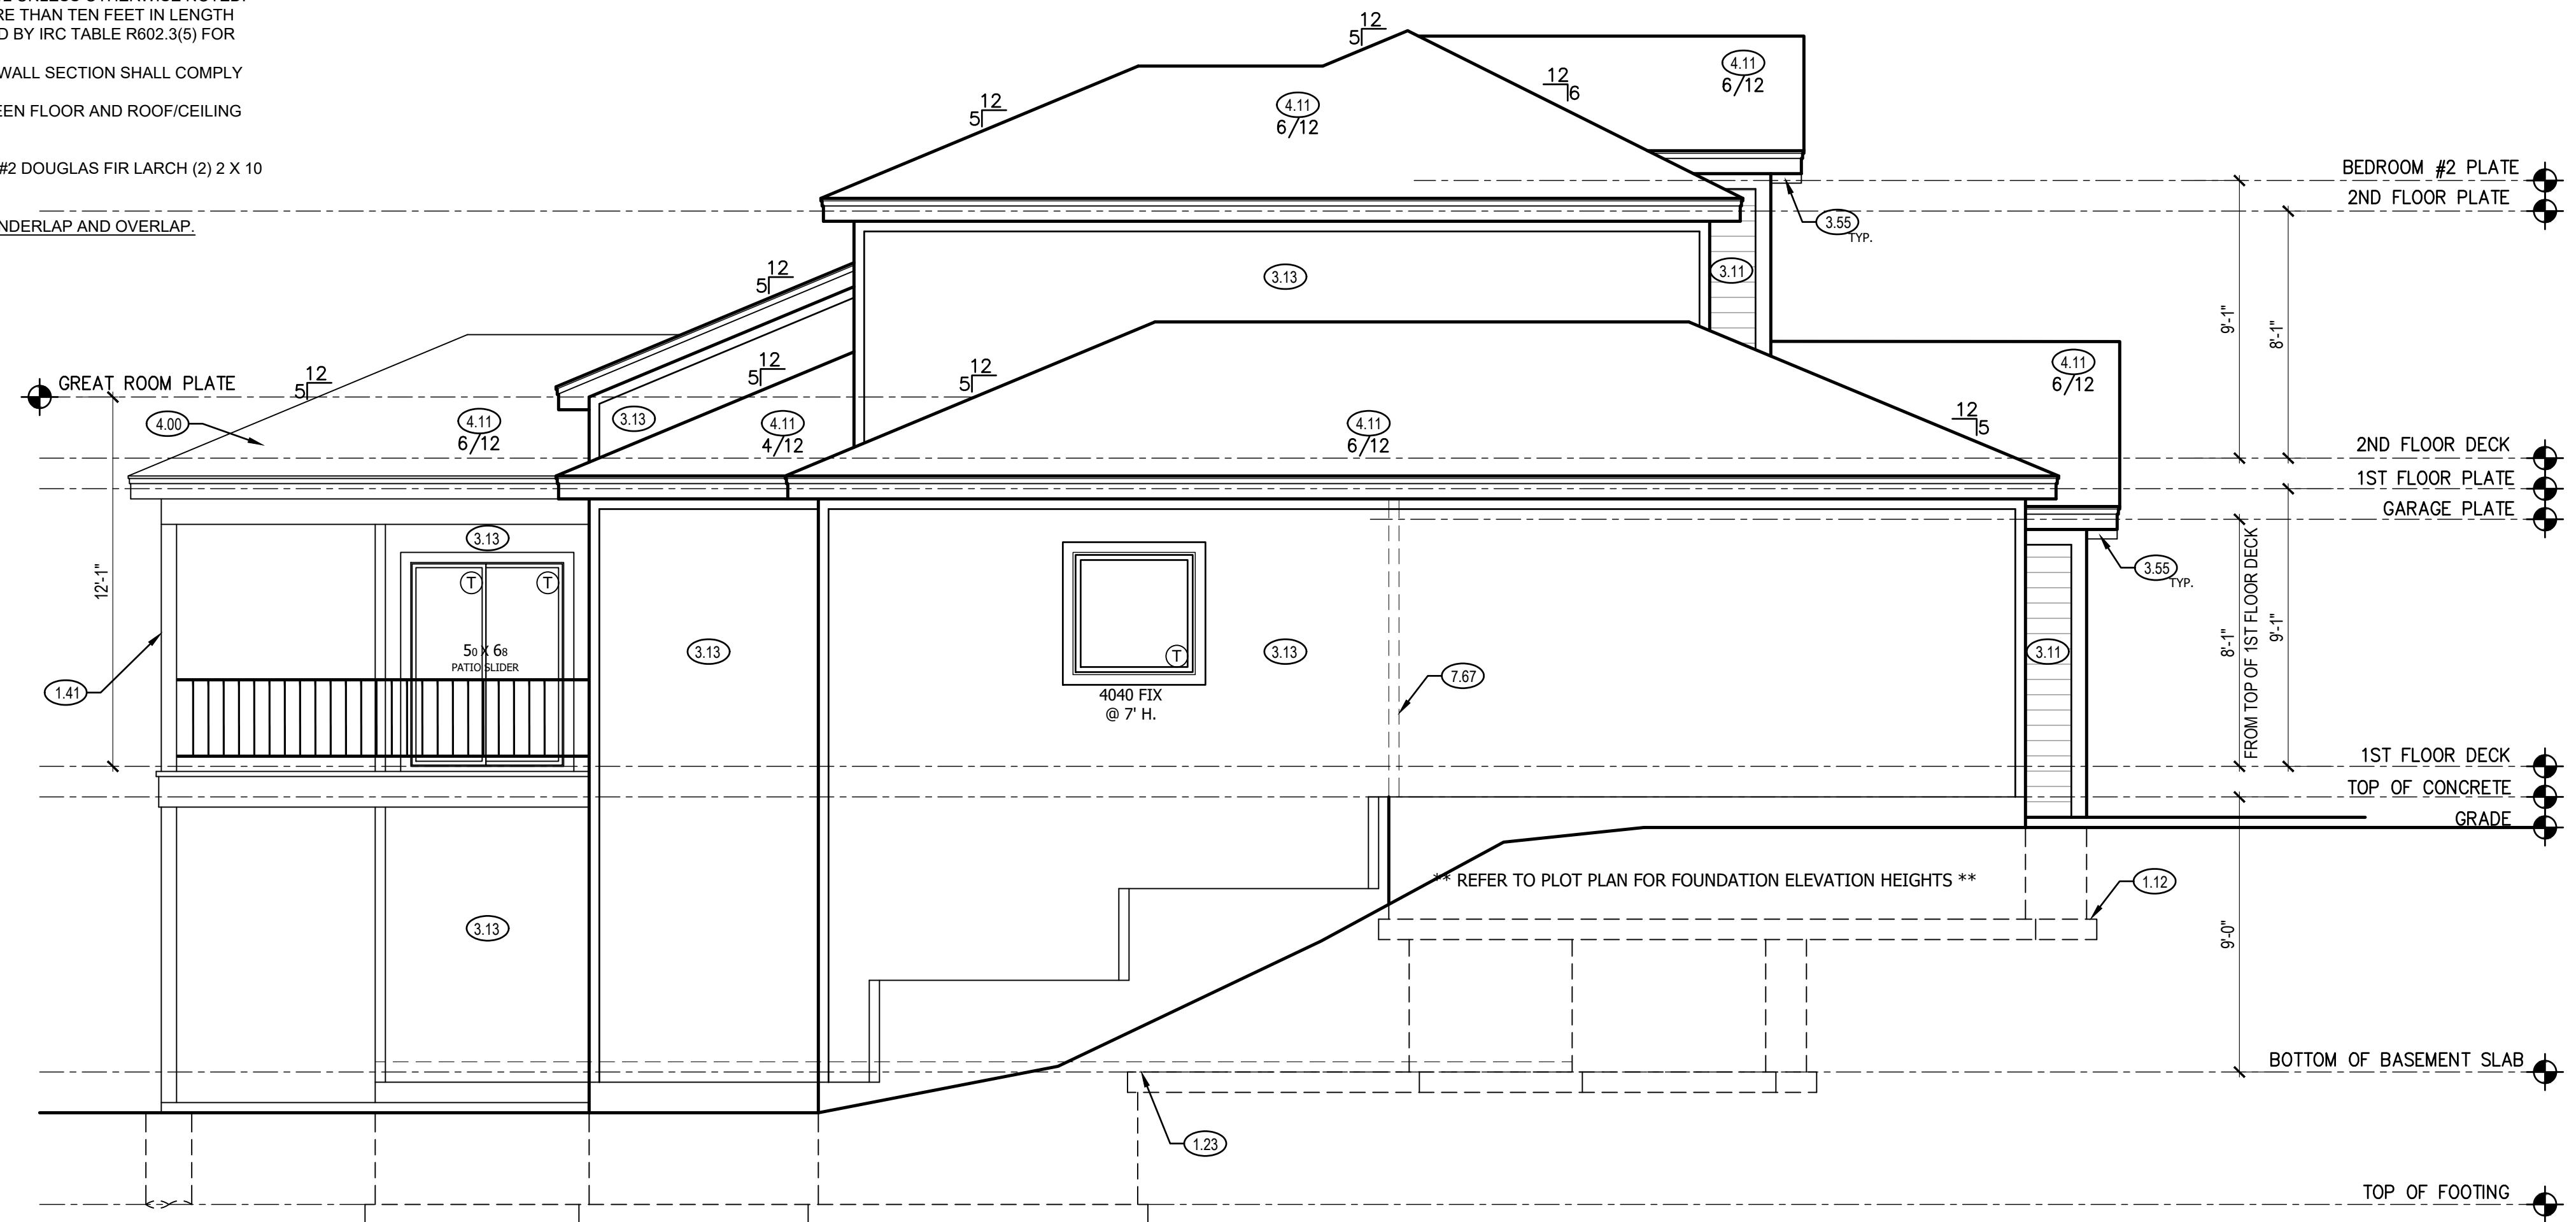 RE THAN TEN FEET IN LENGTH
D BY IRC TABLE R602.3(5) FOR
WALL SECTION SHALL COMPLY
EEN FLOOR AND ROOF/CEILING
#2 DOUGLAS FIR LARCH (2) 2 X 10
NDERLAP AND OVERLAP.
12
5
4.11
6/12
12
6
12
5
4.11
6/12
BEDROOM #2 PLATE
2ND FLOOR PLATE
3.55
TYP.
12
5
3.13
3.11
9'-1"
8'-1"
GREAT ROOM PLATE
12
5
12
5
12
5
4.11
6/12
4.00
4.11
6/12
3.13
4.11
4/12
4.11
6/12
12
5
2ND FLOOR DECK
1ST FLOOR PLATE
GARAGE PLATE
3.13
T
T
12'-1"
50 X 68
PATIO SLIDER
1.41
3.13
T
4040 FIX
@ 7' H.
3.13
7.67
3.11
3.55
TYP.
8'-1"
FROM TOP OF 1ST FLOOR DECK
9'-1"
1ST FLOOR DECK
TOP OF CONCRETE
GRADE
** REFER TO PLOT PLAN FOR FOUNDATION ELEVATION HEIGHTS **
1.12
3.13
9'-0"
BOTTOM OF BASEMENT SLAB
1.23
TOP OF FOOTING